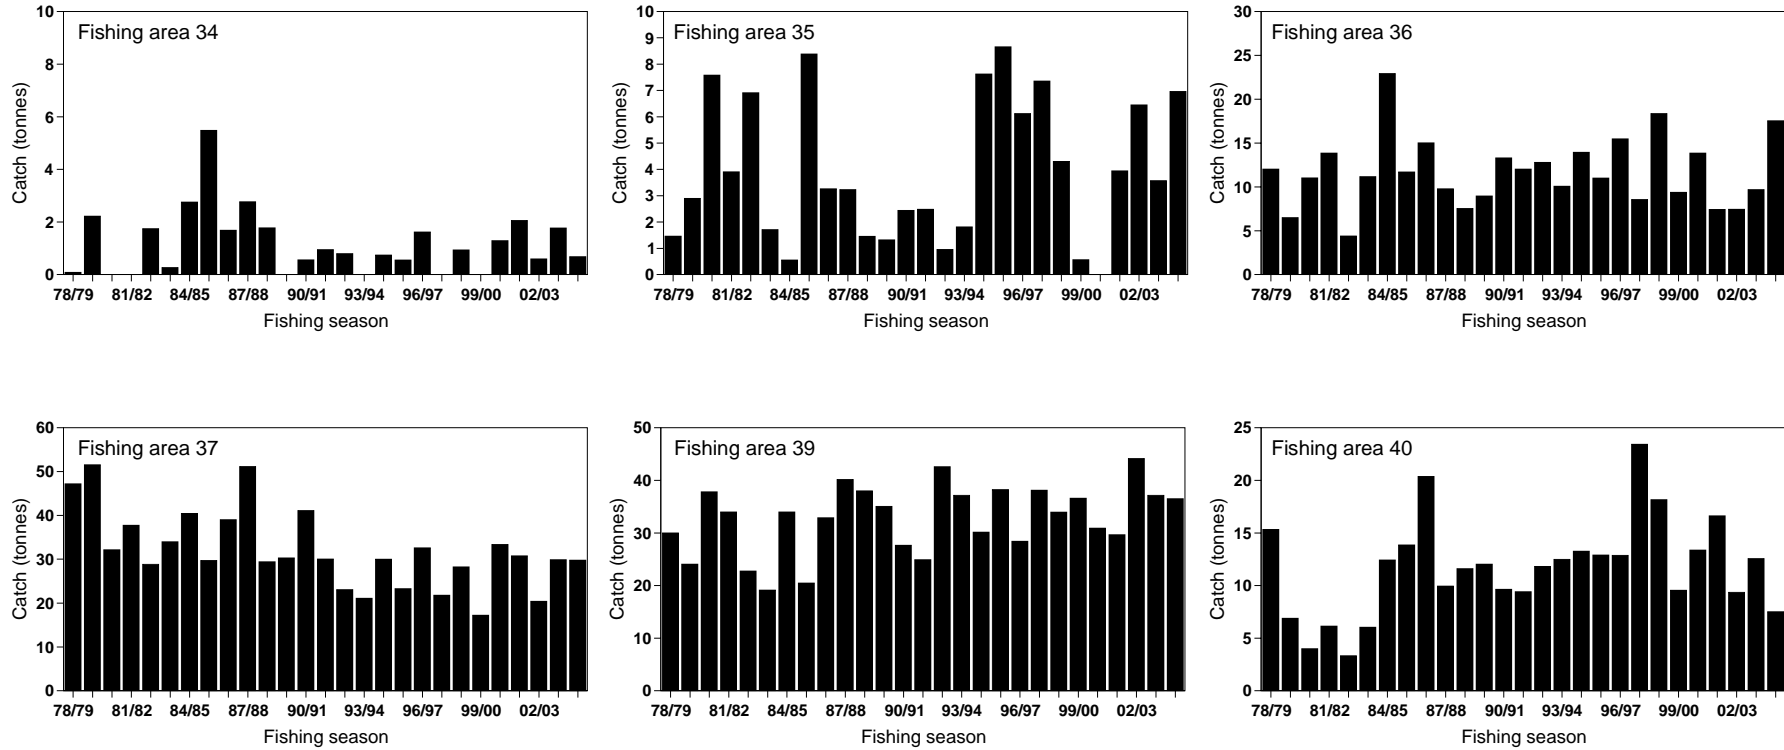 Fishing area 34
Catch (tonnes)
10
8
6
4
2
0
78/79 81/82 84/85 87/88 90/91 93/94 96/97 99/00 02/03
Fishing season
Fishing area 35
Catch (tonnes)
10
9
8
7
6
5
4
3
2
1
0
78/79 81/82 84/85 87/88 90/91 93/94 96/97 99/00 02/03
Fishing season
Fishing area 36
Catch (tonnes)
30
25
20
15
10
5
0
78/79 81/82 84/85 87/88 90/91 93/94 96/97 99/00 02/03
Fishing season
Fishing area 37
Catch (tonnes)
60
50
40
30
20
10
0
78/79 81/82 84/85 87/88 90/91 93/94 96/97 99/00 02/03
Fishing season
Fishing area 39
Catch (tonnes)
50
40
30
20
10
0
78/79 81/82 84/85 87/88 90/91 93/94 96/97 99/00 02/03
Fishing season
Fishing area 40
Catch (tonnes)
25
20
15
10
5
0
78/79 81/82 84/85 87/88 90/91 93/94 96/97 99/00 02/03
Fishing season